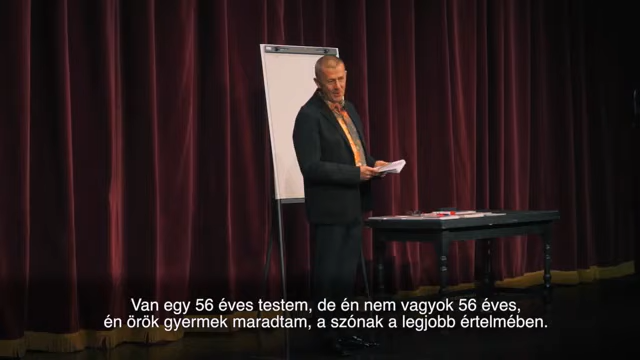 Van egy 56 éves testem, de én nem vagyok 56 éves,
én örök gyermek maradtam, a szónak a legjobb értelmében.